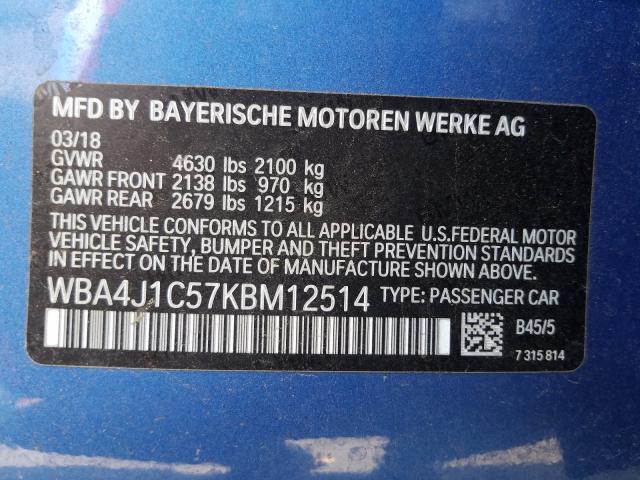 MFD BY BAYERISCHE MOTOREN WERKE AG
03/18
GVWR 4630 lbs 2100 kg
GAWR FRONT 2138 lbs 970 kg
GAWR REAR 2679 lbs 1215 kg
THIS VEHICLE CONFORMS TO ALL APPLICABLE U.S.FEDERAL MOTOR
VEHICLE SAFETY, BUMPER AND THEFT PREVENTION STANDARDS
IN EFFECT ON THE DATE OF MANUFACTURE SHOWN ABOVE.
WBA4J1C57KBM12514 TYPE: PASSENGER CAR
B45/5
7 315 814